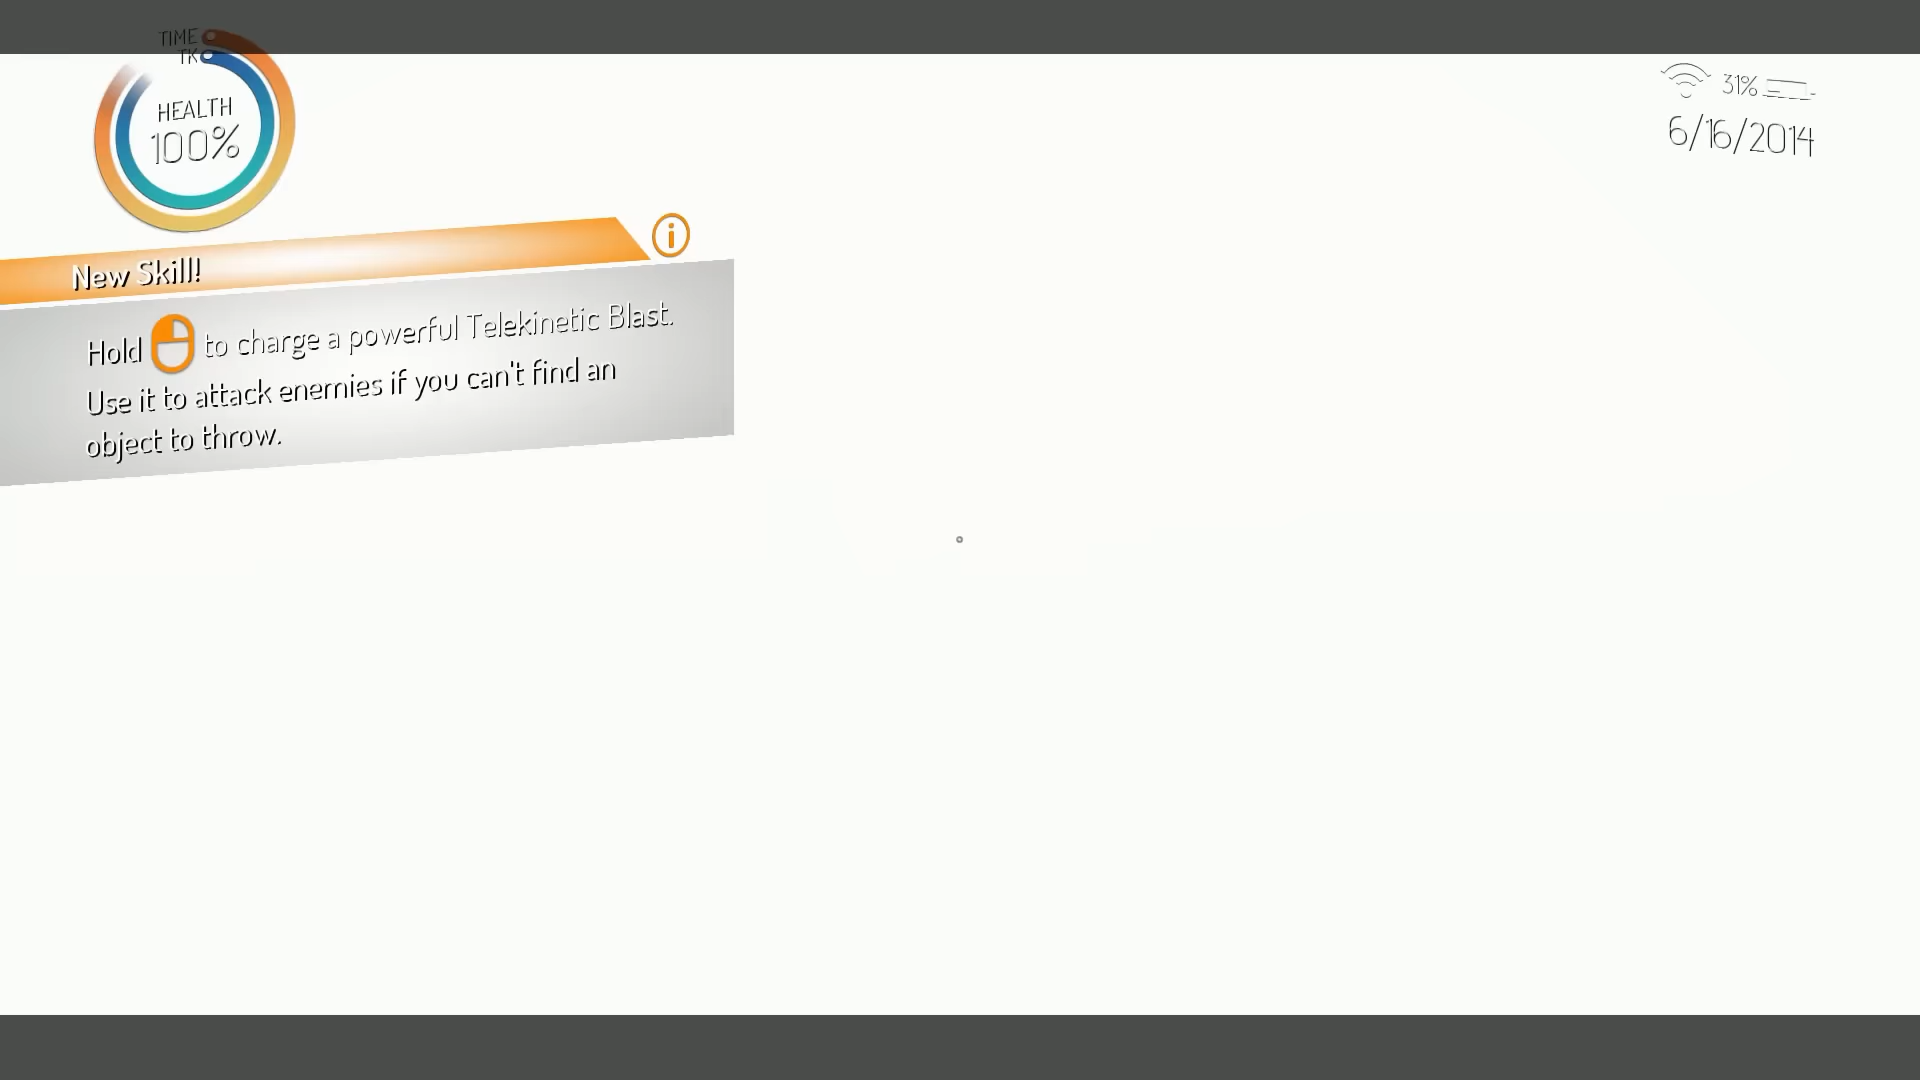 TIME
TK
HEALTH
100%
31%
6/16/2014
New Skill!
Hold to charge a powerful Telekinetic Blast.
Use it to attack enemies if you can't find an
object to throw.